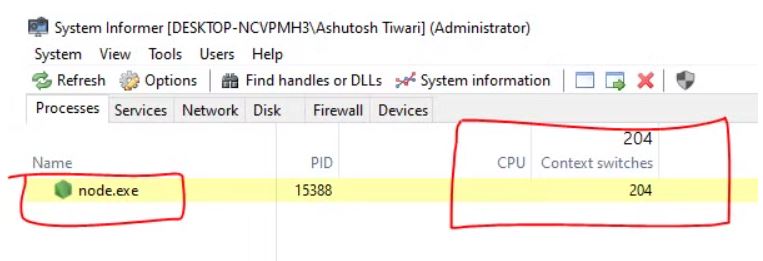 System Informer [DESKTOP-NCVPMH3\Ashutosh Tiwari] (Administrator)
System View Tools Users Help
Refresh Options Find handles or DLLs System information
Processes Services Network Disk Firewall Devices
204
Name PID CPU Context switches
node.exe 15388 204